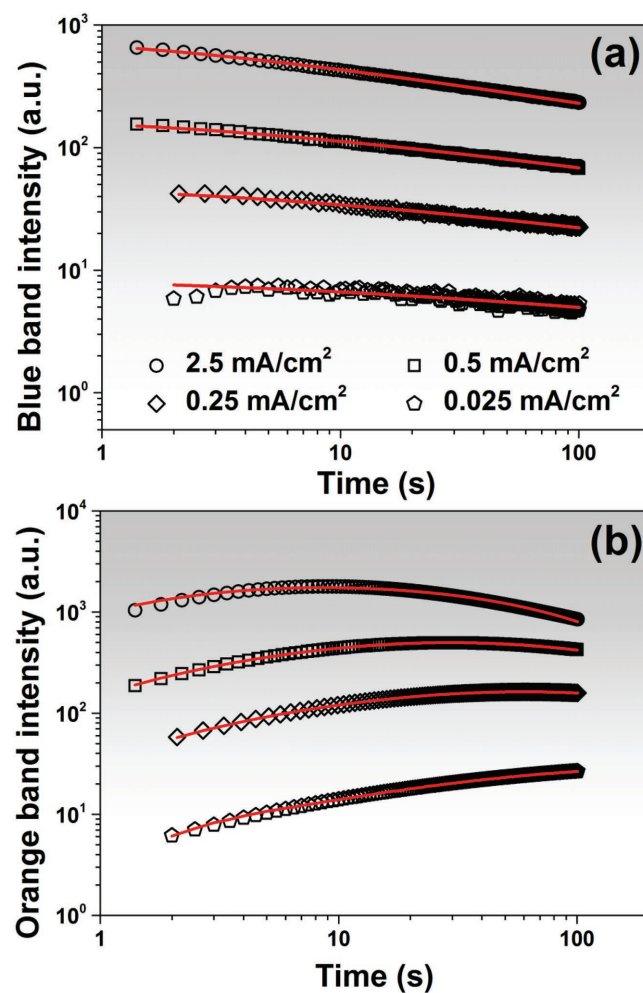 (a)
Blue band intensity (a.u.)
10³
10²
10¹
10⁰
2.5 mA/cm²
0.5 mA/cm²
0.25 mA/cm²
0.025 mA/cm²
1
10
100
Time (s)
(b)
Orange band intensity (a.u.)
10⁴
10³
10²
10¹
10⁰
1
10
100
Time (s)